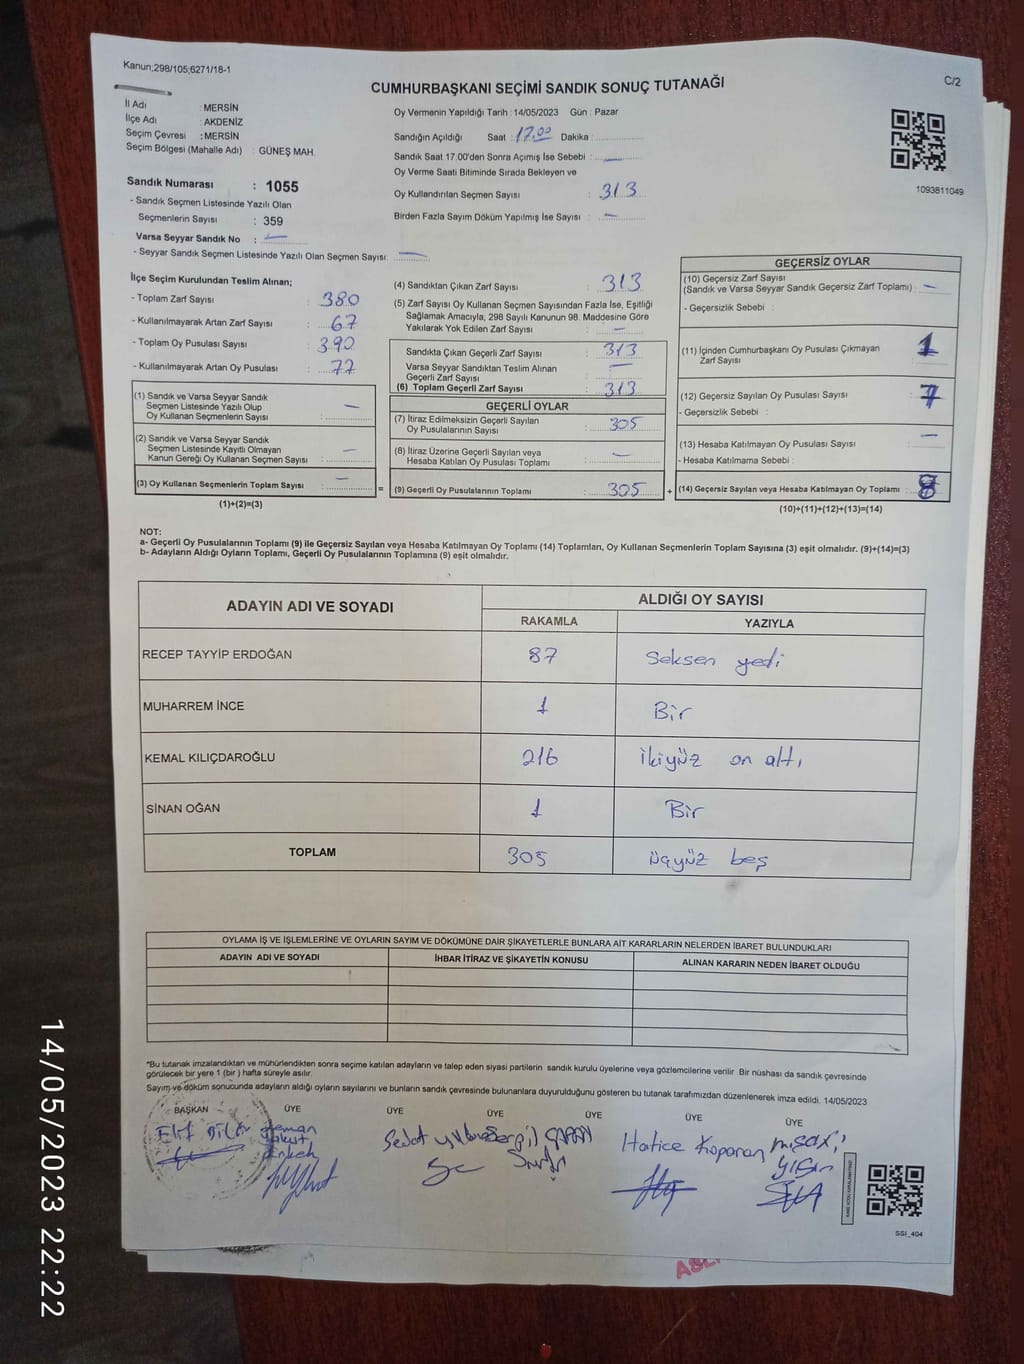 Kanun;298/105;6271/18-1
C/2
CUMHURBAŞKANI SEÇİMİ SANDIK SONUÇ TUTANAĞI
İl Adı : MERSİN
İlçe Adı : AKDENİZ
Seçim Çevresi : MERSİN
Seçim Bölgesi (Mahalle Adı) : GÜNEŞ MAH.
Sandık Numarası : 1055
- Sandık Seçmen Listesinde Yazılı Olan
Seçmenlerin Sayısı : 359
Varsa Seyyar Sandık No : —
- Seyyar Sandık Seçmen Listesinde Yazılı Olan Seçmen Sayısı: —
Oy Vermenin Yapıldığı Tarih : 14/05/2023 Gün : Pazar
Sandığın Açıldığı Saat : 17.00 Dakika :
Sandık Saat 17.00'den Sonra Açımış İse Sebebi : —
Oy Verme Saati Bitiminde Sırada Bekleyen ve
Oy Kullandırılan Seçmen Sayısı : 313
Birden Fazla Sayım Döküm Yapılmış İse Sayısı : —
1093811049
İlçe Seçim Kurulundan Teslim Alınan;
- Toplam Zarf Sayısı : 380
- Kullanılmayarak Artan Zarf Sayısı : 67
- Toplam Oy Pusulası Sayısı : 390
- Kullanılmayarak Artan Oy Pusulası : 77
(1) Sandık ve Varsa Seyyar Sandık
Seçmen Listesinde Yazılı Olup
Oy Kullanan Seçmenlerin Sayısı : —
(2) Sandık ve Varsa Seyyar Sandık
Seçmen Listesinde Kayıtlı Olmayan
Kanun Gereği Oy Kullanan Seçmen Sayısı : —
(3) Oy Kullanan Seçmenlerin Toplam Sayısı : —
(1)+(2)=(3)
(4) Sandıktan Çıkan Zarf Sayısı : 313
(5) Zarf Sayısı Oy Kullanan Seçmen Sayısından Fazla İse, Eşitliği
Sağlamak Amacıyla, 298 Sayılı Kanunun 98. Maddesine Göre
Yakılarak Yok Edilen Zarf Sayısı : —
Sandıkta Çıkan Geçerli Zarf Sayısı : 313
Varsa Seyyar Sandıktan Teslim Alınan
Geçerli Zarf Sayısı : —
(6) Toplam Geçerli Zarf Sayısı : 313
GEÇERLİ OYLAR
(7) İtiraz Edilmeksizin Geçerli Sayılan
Oy Pusulalarının Sayısı : 305
(8) İtiraz Üzerine Geçerli Sayılan veya
Hesaba Katılan Oy Pusulası Toplamı : —
= (9) Geçerli Oy Pusulalarının Toplamı : 305
GEÇERSİZ OYLAR
(10) Geçersiz Zarf Sayısı
(Sandık ve Varsa Seyyar Sandık Geçersiz Zarf Toplamı) : —
- Geçersizlik Sebebi :
(11) İçinden Cumhurbaşkanı Oy Pusulası Çıkmayan
Zarf Sayısı : 1
(12) Geçersiz Sayılan Oy Pusulası Sayısı : 7
- Geçersizlik Sebebi :
(13) Hesaba Katılmayan Oy Pusulası Sayısı : —
- Hesaba Katılmama Sebebi :
+ (14) Geçersiz Sayılan veya Hesaba Katılmayan Oy Toplamı : 8
(10)+(11)+(12)+(13)=(14)
NOT:
a- Geçerli Oy Pusulalarının Toplamı (9) ile Geçersiz Sayılan veya Hesaba Katılmayan Oy Toplamı (14) Toplamları, Oy Kullanan Seçmenlerin Toplam Sayısına (3) eşit olmalıdır. (9)+(14)=(3)
b- Adayların Aldığı Oyların Toplamı, Geçerli Oy Pusulalarının Toplamına (9) eşit olmalıdır.
ADAYIN ADI VE SOYADI ALDIĞI OY SAYISI
RAKAMLA YAZIYLA
RECEP TAYYİP ERDOĞAN 87 Seksen yedi
MUHARREM İNCE 1 Bir
KEMAL KILIÇDAROĞLU 216 ikiyüz on altı
SİNAN OĞAN 1 Bir
TOPLAM 305 üçyüz beş
OYLAMA İŞ VE İŞLEMLERİNE VE OYLARIN SAYIM VE DÖKÜMÜNE DAİR ŞİKAYETLERLE BUNLARA AİT KARARLARIN NELERDEN İBARET BULUNDUKLARI
ADAYIN ADI VE SOYADI İHBAR İTİRAZ VE ŞİKAYETİN KONUSU ALINAN KARARIN NEDEN İBARET OLDUĞU
*Bu tutanak imzalandıktan ve mühürlendikten sonra seçime katılan adayların ve talep eden siyasi partilerin sandık kurulu üyelerine veya gözlemcilerine verilir. Bir nüshası da sandık çevresinde
görülecek bir yere 1 (bir ) hafta süreyle asılır.
Sayım ve döküm sonucunda adayların aldığı oyların sayılarını ve bunların sandık çevresinde bulunanlara duyurulduğunu gösteren bu tutanak tarafımızdan düzenlenerek imza edildi. 14/05/2023
BAŞKAN ÜYE ÜYE ÜYE ÜYE ÜYE ÜYE
Elif
Sedat
Hatice Koparan
SSI_404
14/05/2023 22:22